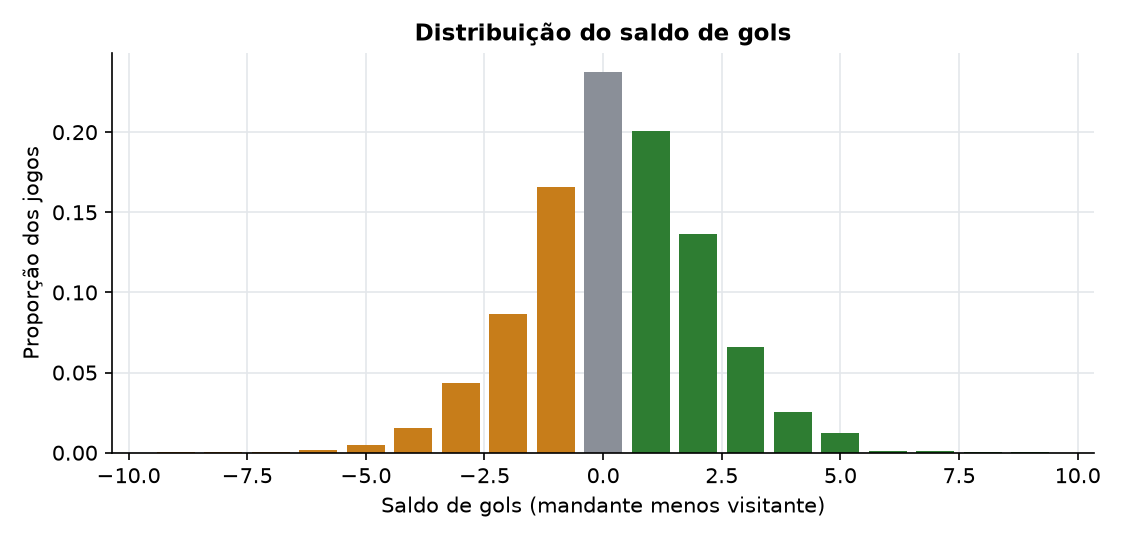 Distribuição do saldo de gols
Proporção dos jogos
0.20
0.15
0.10
0.05
0.00
−10.0 −7.5 −5.0 −2.5 0.0 2.5 5.0 7.5 10.0
Saldo de gols (mandante menos visitante)